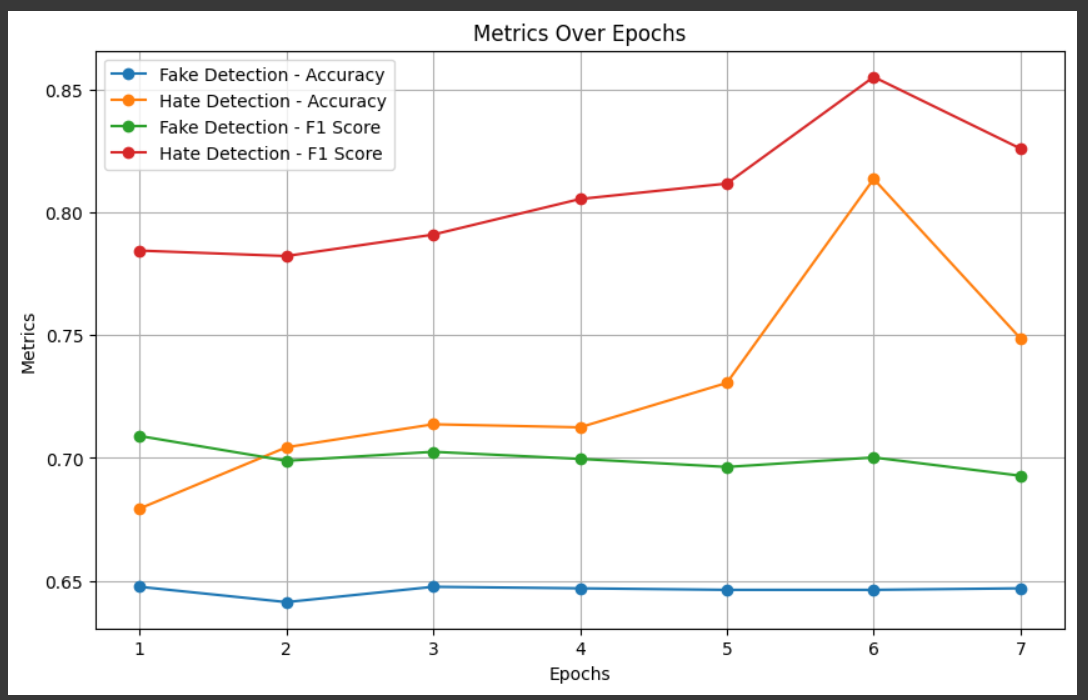 Metrics Over Epochs
Fake Detection - Accuracy
Hate Detection - Accuracy
Fake Detection - F1 Score
Hate Detection - F1 Score
0.85
0.80
0.75
0.70
0.65
Metrics
1 2 3 4 5 6 7
Epochs